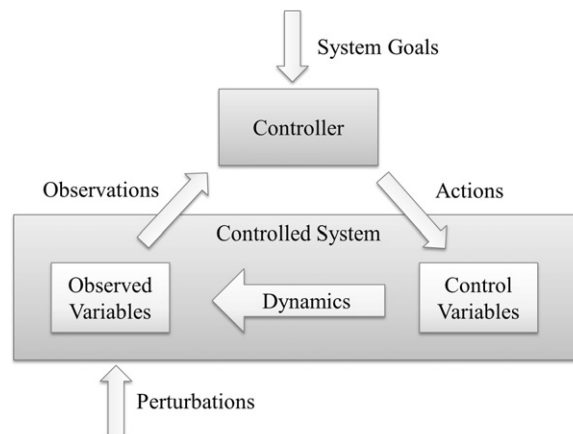 System Goals
Controller
Observations
Actions
Controlled System
Observed
Variables
Dynamics
Control
Variables
Perturbations